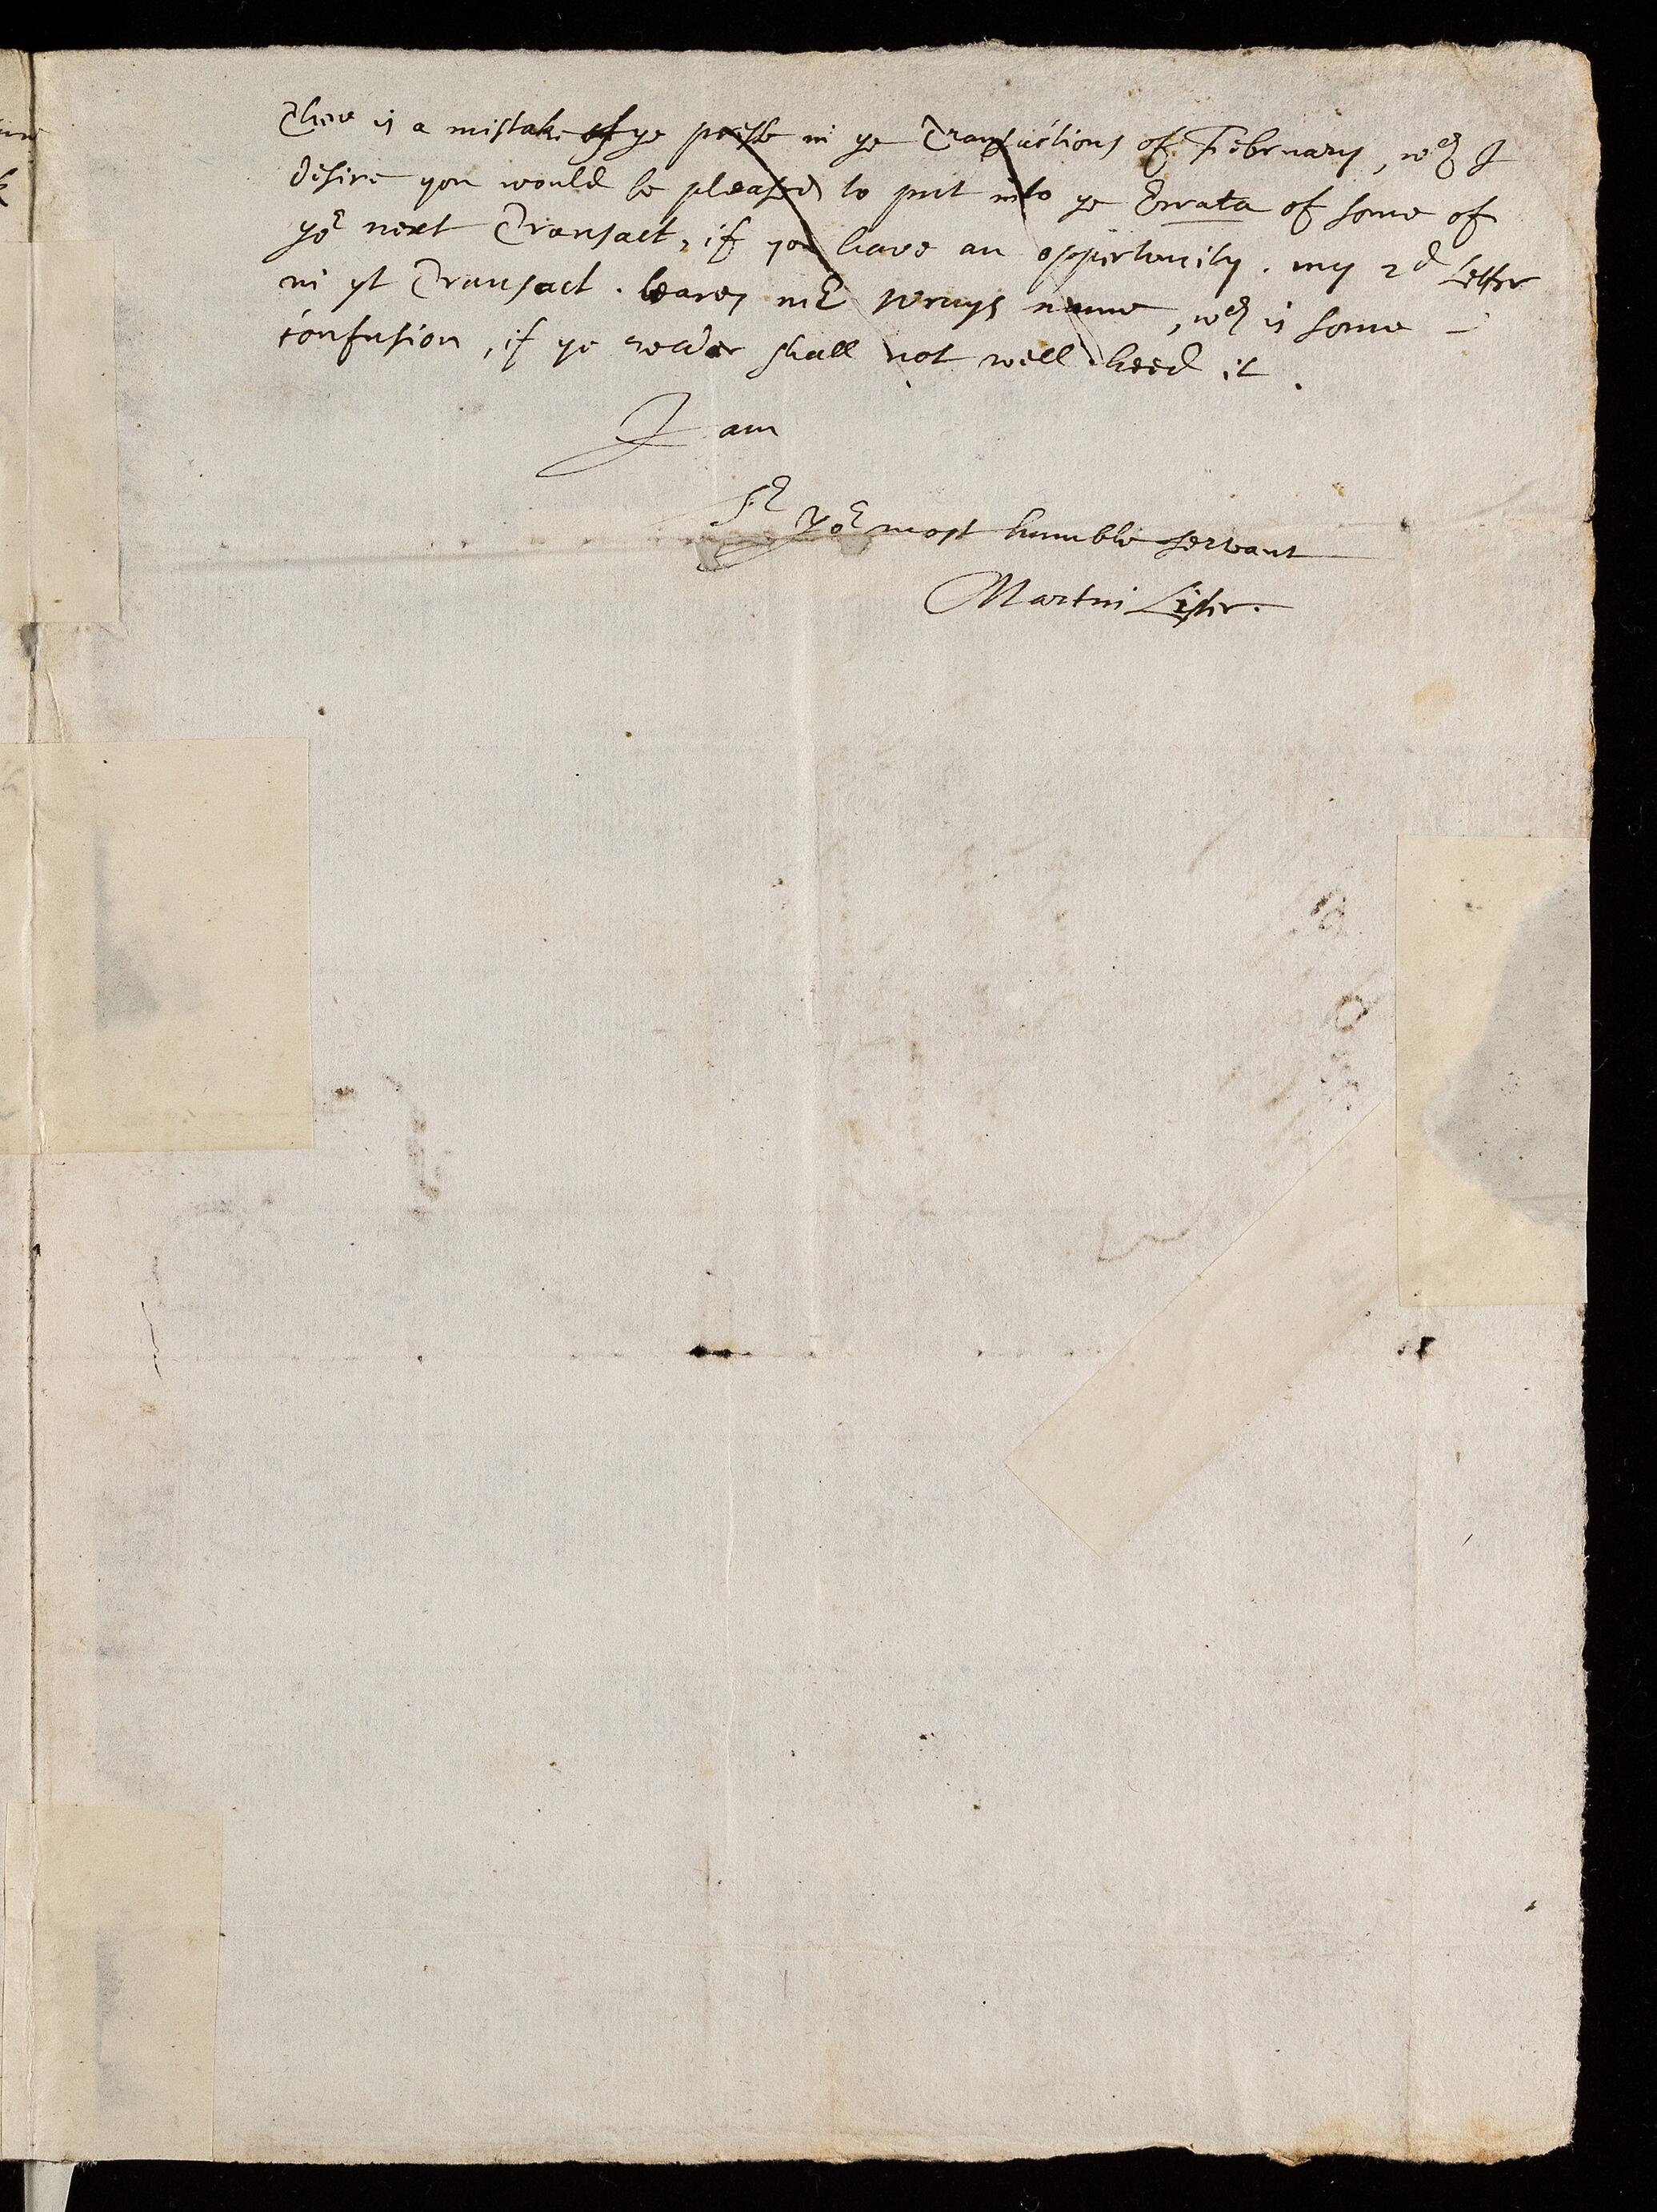 There is a mistake of ye presse in ye Transactions of February, wch I
desire you would be pleased to put into ye Errata of some of
yor next Transact, if you have an opportunity. my 2d Letter
in yt Transact. beares mr wrays name, wch is some
confusion, if ye reader shall not well heed it.
I am
Sr
yor most humble servant
Martin Lister.